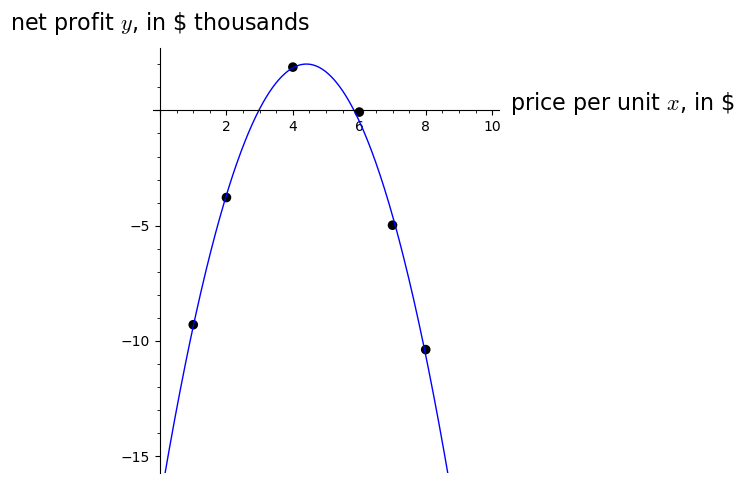 net profit y, in $ thousands
price per unit x, in $
2 4 6 8 10
−5
−10
−15